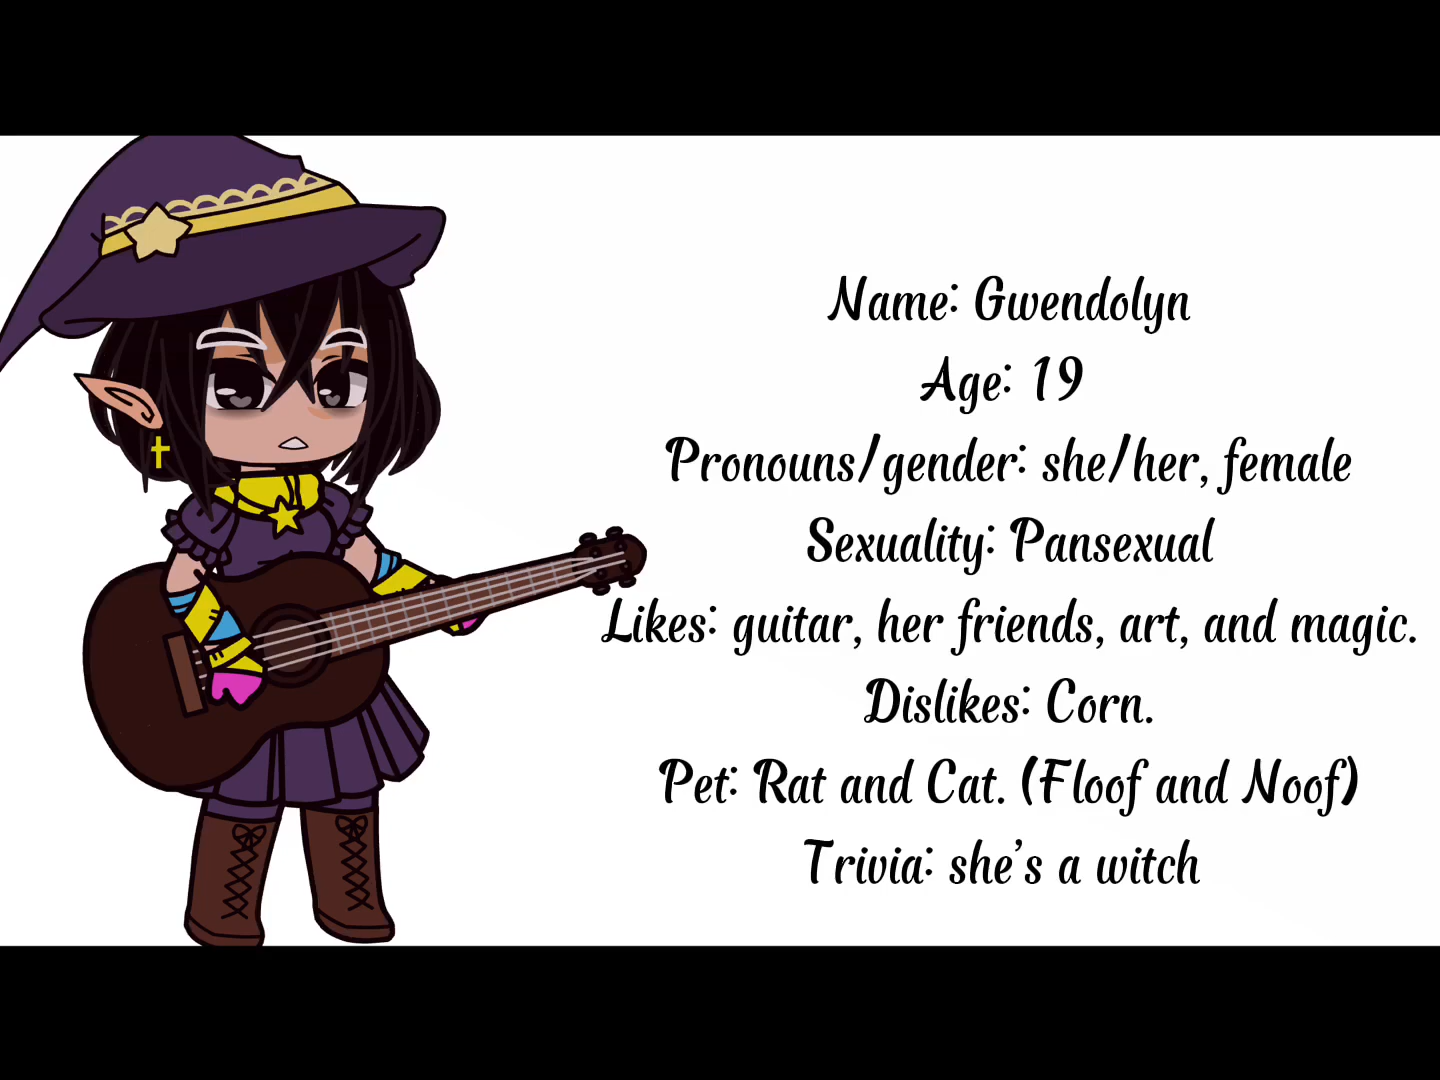 Name: Gwendolyn
Age: 19
Pronouns/gender: she/her, female
Sexuality: Pansexual
Likes: guitar, her friends, art, and magic.
Dislikes: Corn.
Pet: Rat and Cat. (Floof and Noof)
Trivia: she’s a witch